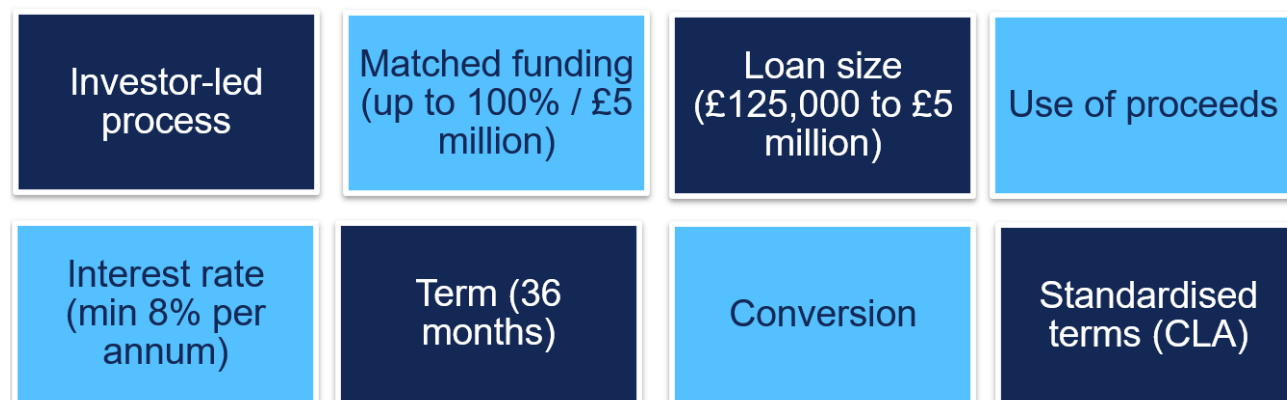 Investor-led
process
Matched funding
(up to 100% / £5
million)
Loan size
(£125,000 to £5
million)
Use of proceeds
Interest rate
(min 8% per
annum)
Term (36
months)
Conversion
Standardised
terms (CLA)